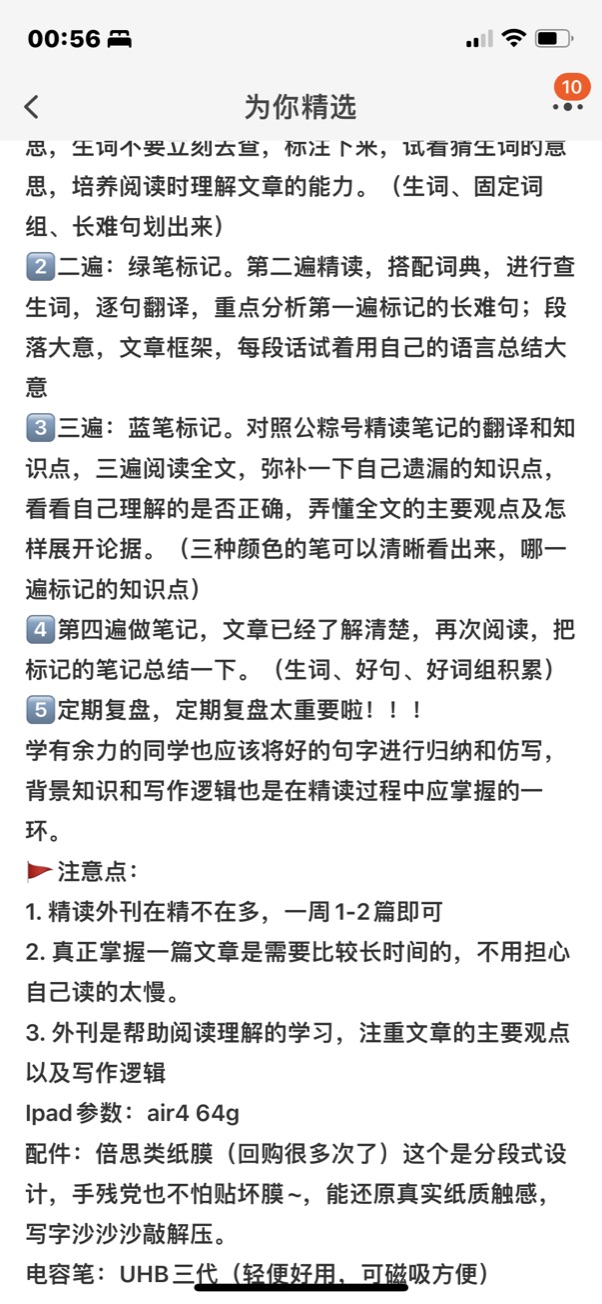 00:56
10
为你精选
思，生词不要立刻去查，标注下来，试着猜生词的意
思，培养阅读时理解文章的能力。（生词、固定词
组、长难句划出来）
2二遍：绿笔标记。第二遍精读，搭配词典，进行查
生词，逐句翻译，重点分析第一遍标记的长难句；段
落大意，文章框架，每段话试着用自己的语言总结大
意
3三遍：蓝笔标记。对照公粽号精读笔记的翻译和知
识点，三遍阅读全文，弥补一下自己遗漏的知识点，
看看自己理解的是否正确，弄懂全文的主要观点及怎
样展开论据。（三种颜色的笔可以清晰看出来，哪一
遍标记的知识点）
4第四遍做笔记，文章已经了解清楚，再次阅读，把
标记的笔记总结一下。（生词、好句、好词组积累）
5定期复盘，定期复盘太重要啦！！！
学有余力的同学也应该将好的句字进行归纳和仿写，
背景知识和写作逻辑也是在精读过程中应掌握的一
环。
注意点：
1. 精读外刊在精不在多，一周1-2篇即可
2. 真正掌握一篇文章是需要比较长时间的，不用担心
自己读的太慢。
3. 外刊是帮助阅读理解的学习，注重文章的主要观点
以及写作逻辑
Ipad参数：air4 64g
配件：倍思类纸膜（回购很多次了）这个是分段式设
计，手残党也不怕贴坏膜~，能还原真实纸质触感，
写字沙沙沙敲解压。
电容笔：UHB三代（轻便好用，可磁吸方便）